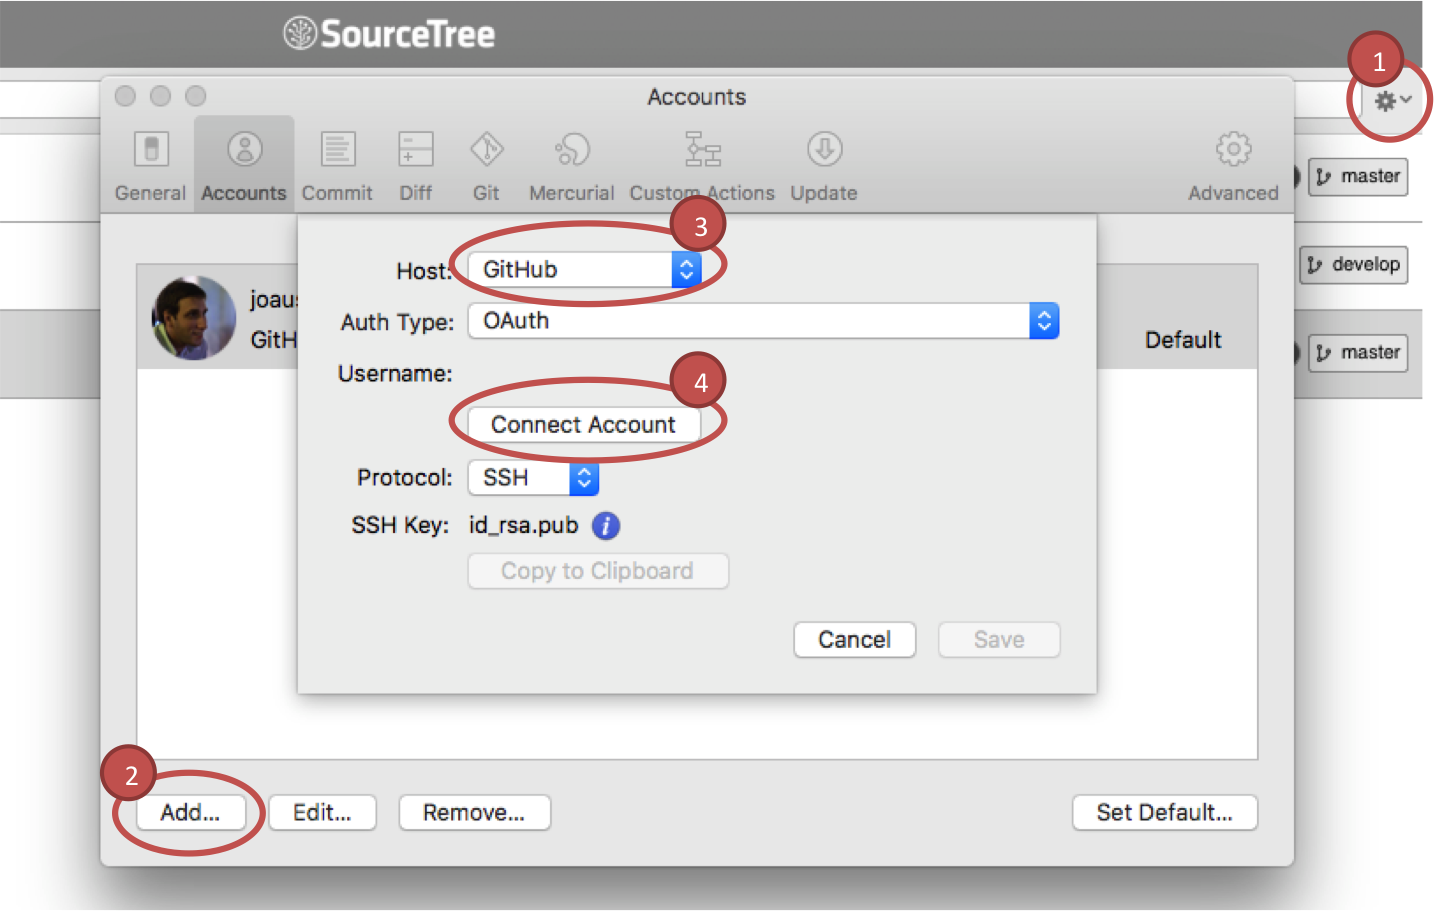 SourceTree
1
Accounts
General Accounts Commit Diff Git Mercurial Custom Actions Update Advanced
master
3
Host: GitHub
develop
joau
Auth Type: OAuth
GitH
Default
master
Username:
4
Connect Account
Protocol: SSH
SSH Key: id_rsa.pub i
Copy to Clipboard
Cancel Save
2
Add... Edit... Remove... Set Default...